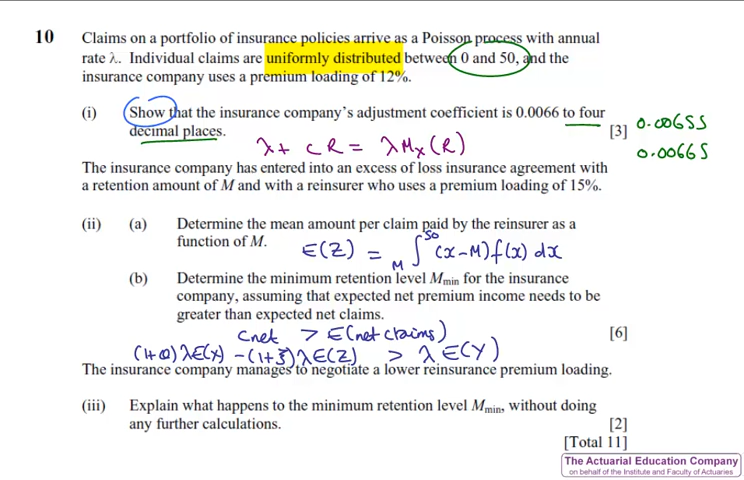 10 Claims on a portfolio of insurance policies arrive as a Poisson process with annual
rate λ. Individual claims are uniformly distributed between 0 and 50, and the
insurance company uses a premium loading of 12%.
(i) Show that the insurance company's adjustment coefficient is 0.0066 to four
decimal places. [3]
0.00655
0.00665
λ + cR = λ Mx(R)
The insurance company has entered into an excess of loss insurance agreement with
a retention amount of M and with a reinsurer who uses a premium loading of 15%.
(ii) (a) Determine the mean amount per claim paid by the reinsurer as a
function of M.
E(Z) = ∫_M^50 (x-M) f(x) dx
(b) Determine the minimum retention level Mmin for the insurance
company, assuming that expected net premium income needs to be
greater than expected net claims.
Cnet > E(net claims) [6]
(1+θ)λE(X) - (1+ξ)λE(Z) > λE(Y)
The insurance company manages to negotiate a lower reinsurance premium loading.
(iii) Explain what happens to the minimum retention level Mmin, without doing
any further calculations. [2]
[Total 11]
The Actuarial Education Company
on behalf of the Institute and Faculty of Actuaries